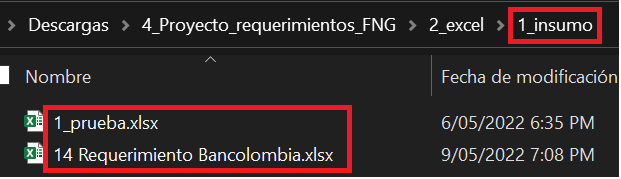 Descargas > 4_Proyecto_requerimientos_FNG > 2_excel > 1_insumo
Nombre Fecha de modificación
1_prueba.xlsx 6/05/2022 6:35 PM
14 Requerimiento Bancolombia.xlsx 9/05/2022 7:08 PM